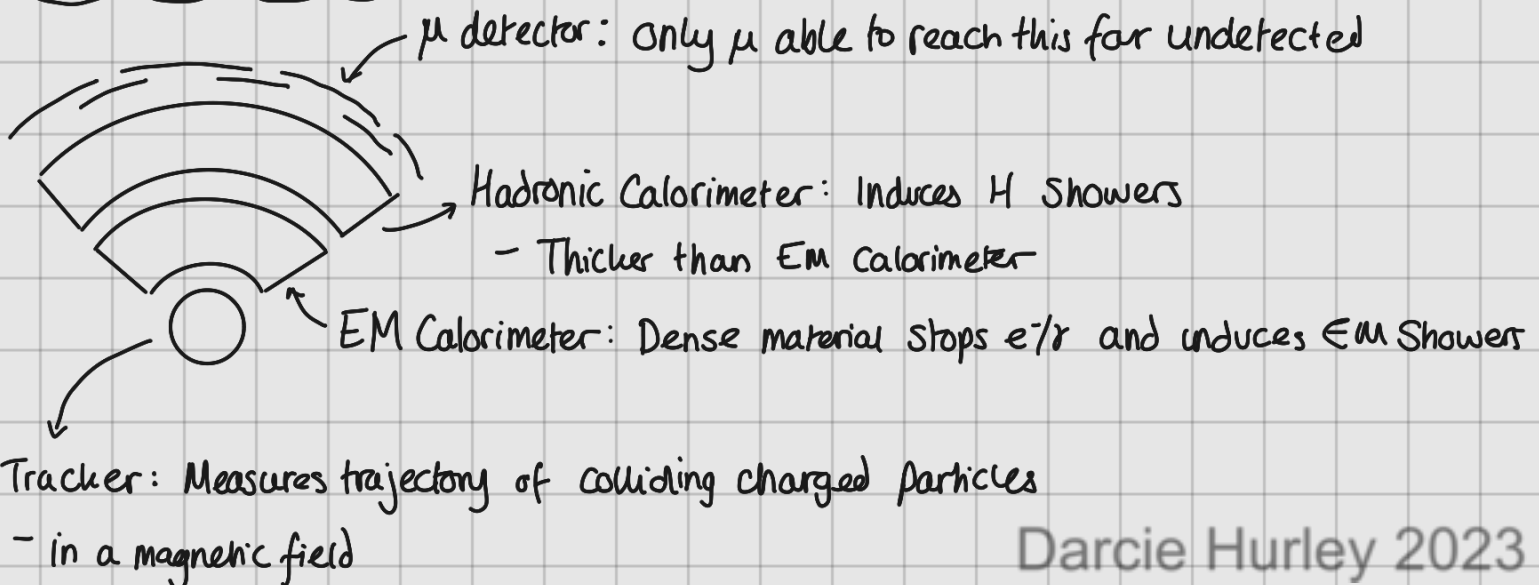 μ detector: only μ able to reach this far undetected
Hadronic Calorimeter: Induces H Showers
- Thicker than EM Calorimeter
EM Calorimeter: Dense material stops e⁻/γ and induces EM Showers
Tracker: Measures trajectory of colliding charged particles
- in a magnetic field
Darcie Hurley 2023